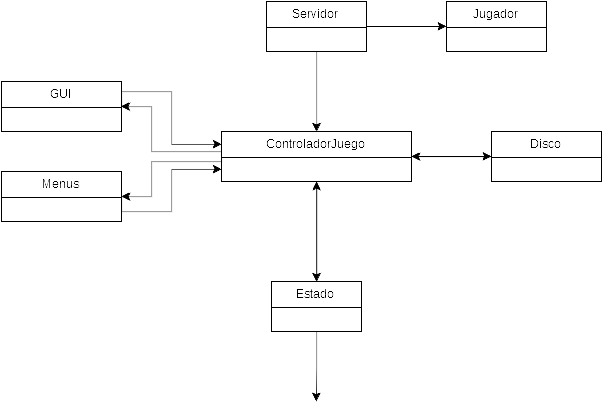 Servidor
Jugador
GUI
ControladorJuego
Disco
Menus
Estado